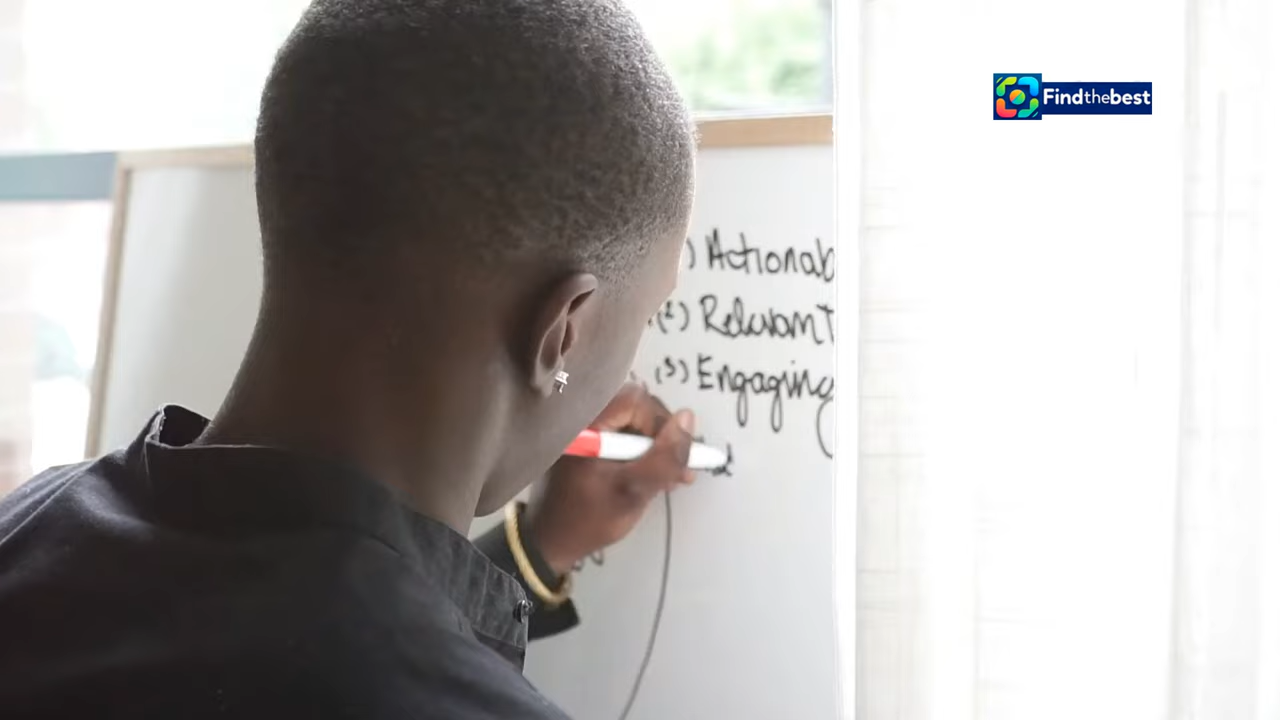 Findthebest
) Actionab
(2) Relevant
(3) Engaging